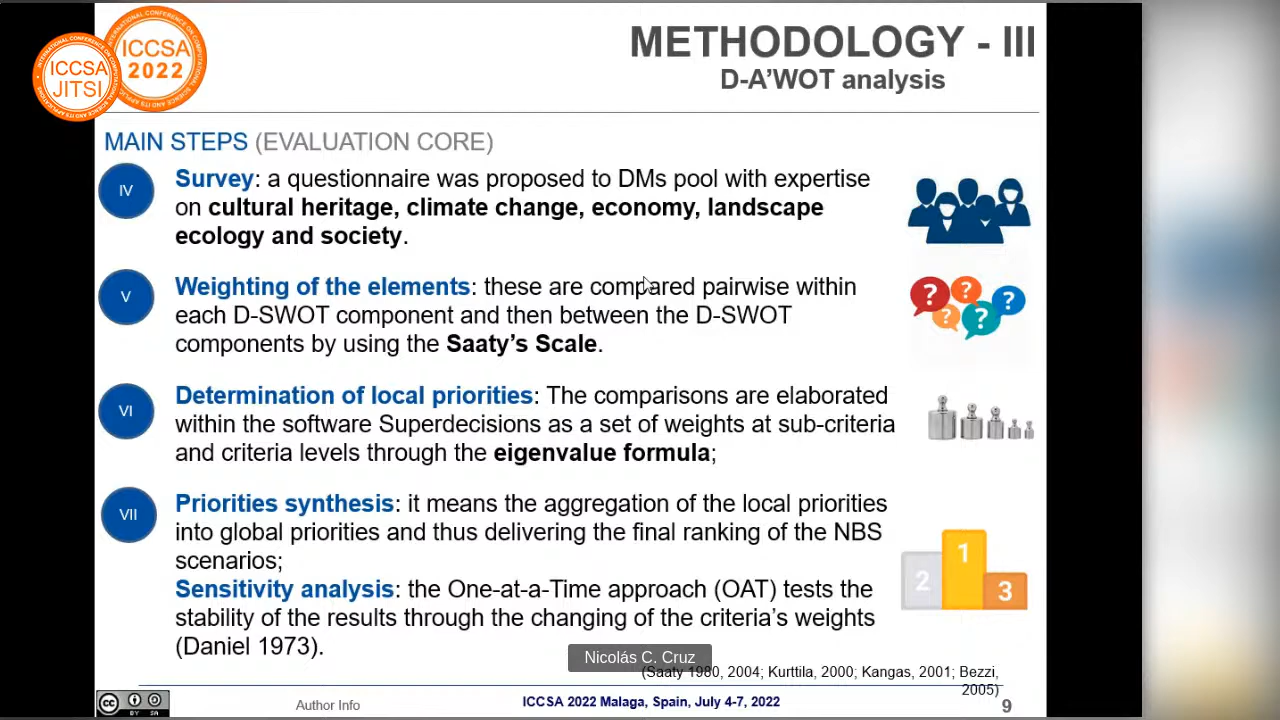 ICCSA
JITSI
ICCSA
2022
METHODOLOGY - III
D-A’WOT analysis
MAIN STEPS (EVALUATION CORE)
IV
Survey: a questionnaire was proposed to DMs pool with expertise
on cultural heritage, climate change, economy, landscape
ecology and society.
V
Weighting of the elements: these are compared pairwise within
each D-SWOT component and then between the D-SWOT
components by using the Saaty’s Scale.
? ? ? ? ?
VI
Determination of local priorities: The comparisons are elaborated
within the software Superdecisions as a set of weights at sub-criteria
and criteria levels through the eigenvalue formula;
VII
Priorities synthesis: it means the aggregation of the local priorities
into global priorities and thus delivering the final ranking of the NBS
scenarios;
Sensitivity analysis: the One-at-a-Time approach (OAT) tests the
stability of the results through the changing of the criteria’s weights
(Daniel 1973).
1
2
3
Nicolás C. Cruz
(Saaty 1980, 2004; Kurttila, 2000; Kangas, 2001; Bezzi,
2005)
cc BY SA
Author Info
ICCSA 2022 Malaga, Spain, July 4-7, 2022
9